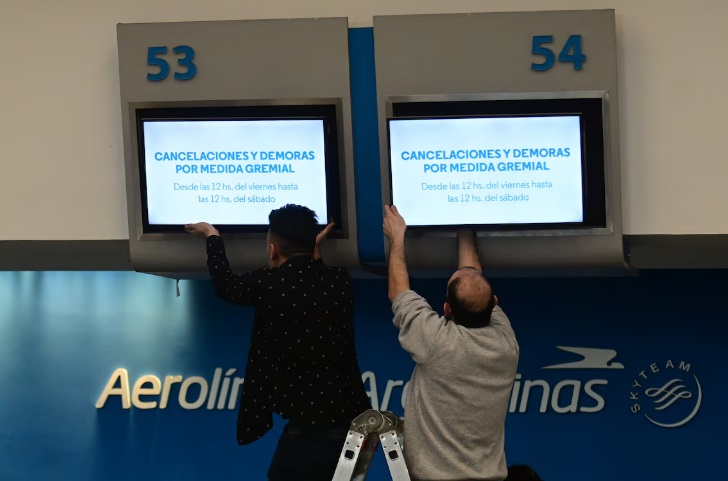 53
CANCELACIONES Y DEMORAS
POR MEDIDA GREMIAL
Desde las 12 hs. del viernes hasta
las 12 hs. del sábado
54
CANCELACIONES Y DEMORAS
POR MEDIDA GREMIAL
Desde las 12 hs. del viernes hasta
las 12 hs. del sábado
SKYTEAM